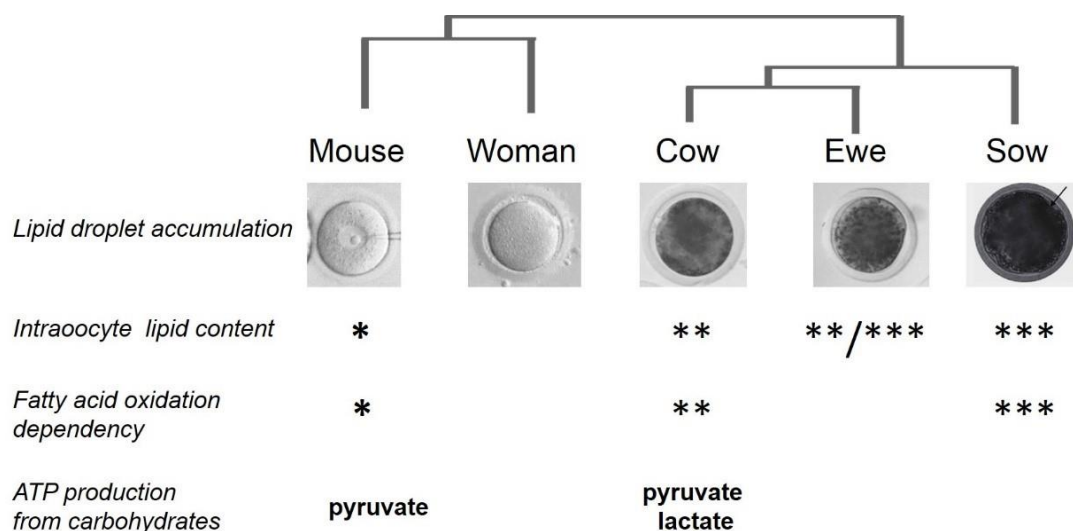 Mouse Woman Cow Ewe Sow
Lipid droplet accumulation
Intraoocyte lipid content * ** **/*** ***
Fatty acid oxidation
dependency * ** ***
ATP production
from carbohydrates
pyruvate
pyruvate
lactate